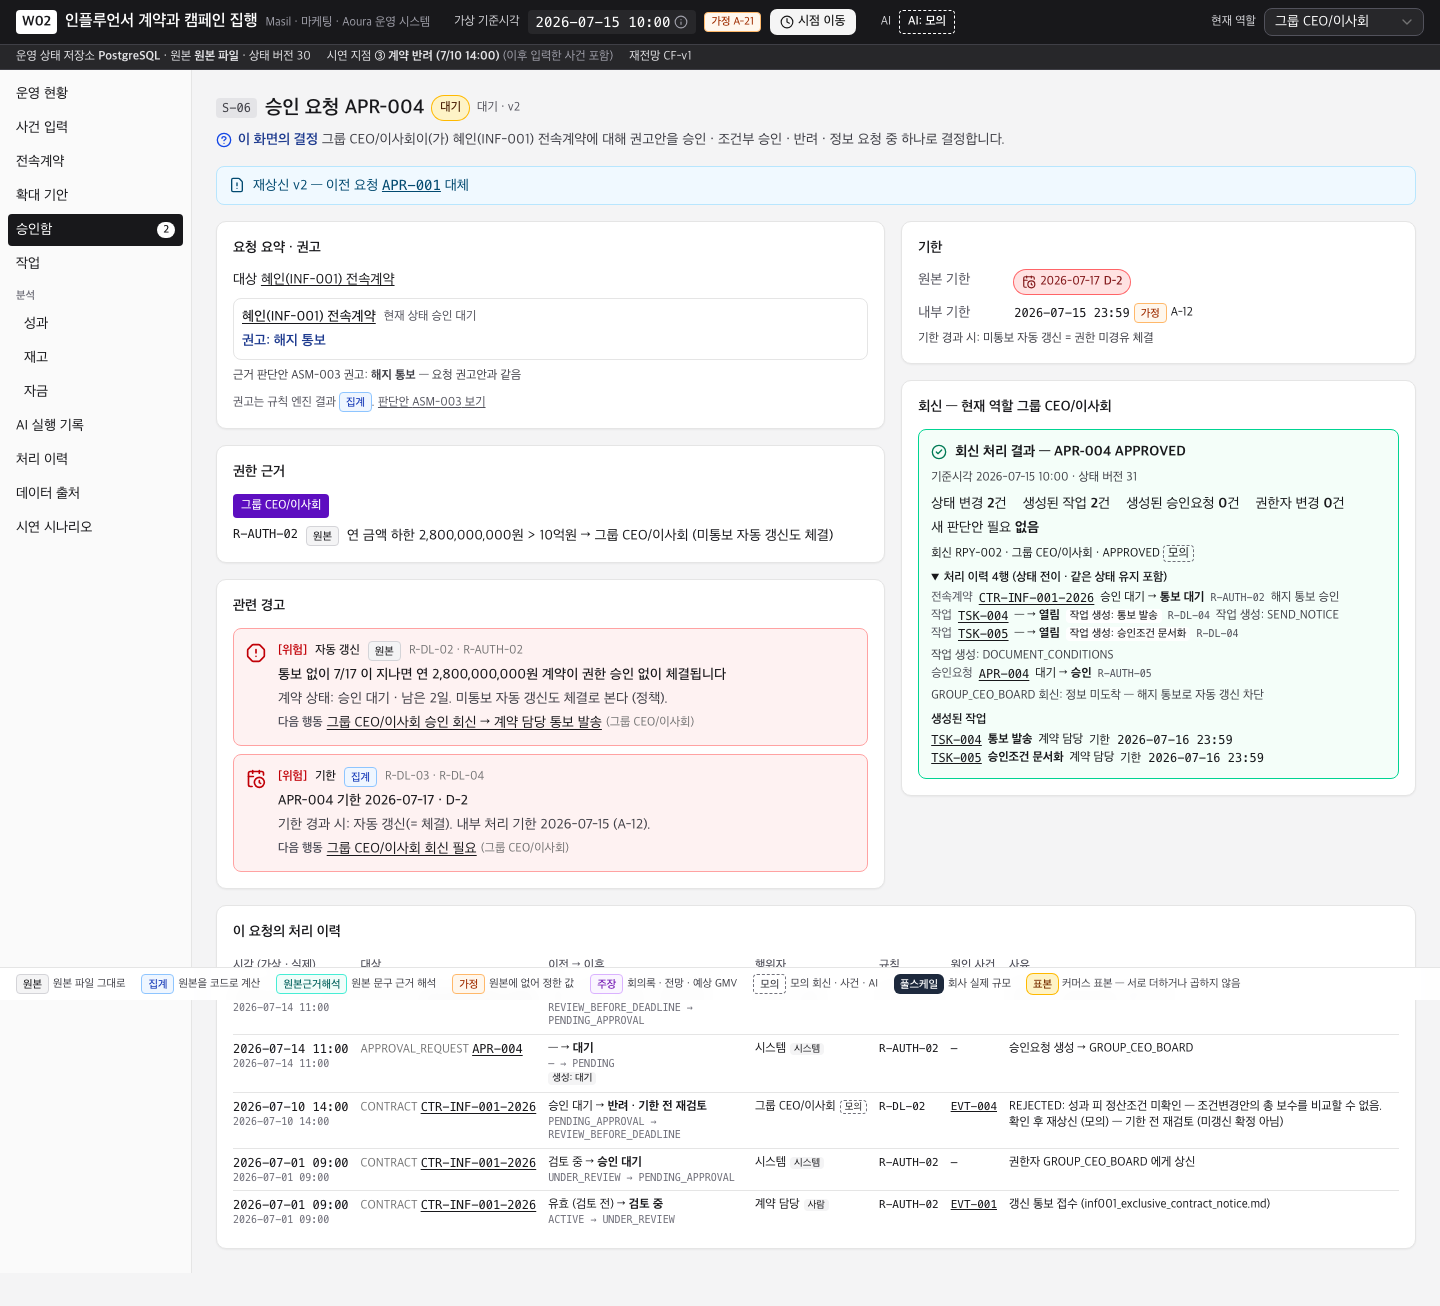 W02 인플루언서 계약과 캠페인 집행 Masil · 마케팅 · Aoura 운영 시스템 가상 기준시각 2026-07-15 10:00 가정 A-21 시점 이동 AI AI: 모의 현재 역할 그룹 CEO/이사회
운영 상태 저장소 PostgreSQL · 원본 원본 파일 · 상태 버전 30 시연 지점 ③ 계약 반려 (7/10 14:00) (이후 입력한 사건 포함) 재전망 CF-v1
운영 현황
사건 입력
전속계약
확대 기안
승인함 2
작업
분석
성과
재고
자금
AI 실행 기록
처리 이력
데이터 출처
시연 시나리오
S-06 승인 요청 APR-004 대기 대기 · v2
이 화면의 결정 그룹 CEO/이사회이(가) 혜인(INF-001) 전속계약에 대해 권고안을 승인 · 조건부 승인 · 반려 · 정보 요청 중 하나로 결정합니다.
재상신 v2 — 이전 요청 APR-001 대체
요청 요약 · 권고
대상 혜인(INF-001) 전속계약
혜인(INF-001) 전속계약 현재 상태 승인 대기
권고: 해지 통보
근거 판단안 ASM-003 권고: 해지 통보 — 요청 권고안과 같음
권고는 규칙 엔진 결과 집계. 판단안 ASM-003 보기
권한 근거
그룹 CEO/이사회
R-AUTH-02 원본 연 금액 하한 2,800,000,000원 > 10억원 → 그룹 CEO/이사회 (미통보 자동 갱신도 체결)
관련 경고
[위험] 자동 갱신 원본 R-DL-02 · R-AUTH-02
통보 없이 7/17 이 지나면 연 2,800,000,000원 계약이 권한 승인 없이 체결됩니다
계약 상태: 승인 대기 · 남은 2일. 미통보 자동 갱신도 체결로 본다 (정책).
다음 행동 그룹 CEO/이사회 승인 회신 → 계약 담당 통보 발송 (그룹 CEO/이사회)
[위험] 기한 집계 R-DL-03 · R-DL-04
APR-004 기한 2026-07-17 · D-2
기한 경과 시: 자동 갱신(= 체결). 내부 처리 기한 2026-07-15 (A-12).
다음 행동 그룹 CEO/이사회 회신 필요 (그룹 CEO/이사회)
기한
원본 기한 2026-07-17 D-2
내부 기한 2026-07-15 23:59 가정 A-12
기한 경과 시: 미통보 자동 갱신 = 권한 미경유 체결
회신 — 현재 역할 그룹 CEO/이사회
회신 처리 결과 — APR-004 APPROVED
기준시각 2026-07-15 10:00 · 상태 버전 31
상태 변경 2건 생성된 작업 2건 생성된 승인요청 0건 권한자 변경 0건
새 판단안 필요 없음
회신 RPY-002 · 그룹 CEO/이사회 · APPROVED 모의
▼ 처리 이력 4행 (상태 전이 · 같은 상태 유지 포함)
전속계약 CTR-INF-001-2026 승인 대기 → 통보 대기 R-AUTH-02 해지 통보 승인
작업 TSK-004 — → 열림 작업 생성: 통보 발송 R-DL-04 작업 생성: SEND_NOTICE
작업 TSK-005 — → 열림 작업 생성: 승인조건 문서화 R-DL-04
작업 생성: DOCUMENT_CONDITIONS
승인요청 APR-004 대기 → 승인 R-AUTH-05
GROUP_CEO_BOARD 회신: 정보 미도착 — 해지 통보로 자동 갱신 차단
생성된 작업
TSK-004 통보 발송 계약 담당 기한 2026-07-16 23:59
TSK-005 승인조건 문서화 계약 담당 기한 2026-07-16 23:59
이 요청의 처리 이력
시각 (가상 · 실제) 대상 이전 → 이후 행위자 규칙 원인 사건 사유
원본 원본 파일 그대로 집계 원본을 코드로 계산 원본근거해석 원본 문구 근거 해석 가정 원본에 없어 정한 값 주장 회의록 · 전망 · 예상 GMV 모의 모의 회신 · 사건 · AI 풀스케일 회사 실제 규모 표본 커머스 표본 — 서로 더하거나 곱하지 않음
2026-07-14 11:00 REVIEW_BEFORE_DEADLINE →
PENDING_APPROVAL
2026-07-14 11:00 APPROVAL_REQUEST APR-004 — → 대기 시스템 시스템 R-AUTH-02 — 승인요청 생성 → GROUP_CEO_BOARD
2026-07-14 11:00 — → PENDING
생성: 대기
2026-07-10 14:00 CONTRACT CTR-INF-001-2026 승인 대기 → 반려 · 기한 전 재검토 그룹 CEO/이사회 모의 R-DL-02 EVT-004 REJECTED: 성과 피 정산조건 미확인 — 조건변경안의 총 보수를 비교할 수 없음.
2026-07-10 14:00 PENDING_APPROVAL → 확인 후 재상신 (모의) — 기한 전 재검토 (미갱신 확정 아님)
REVIEW_BEFORE_DEADLINE
2026-07-01 09:00 CONTRACT CTR-INF-001-2026 검토 중 → 승인 대기 시스템 시스템 R-AUTH-02 — 권한자 GROUP_CEO_BOARD 에게 상신
2026-07-01 09:00 UNDER_REVIEW → PENDING_APPROVAL
2026-07-01 09:00 CONTRACT CTR-INF-001-2026 유효 (검토 전) → 검토 중 계약 담당 사람 R-AUTH-02 EVT-001 갱신 통보 접수 (inf001_exclusive_contract_notice.md)
2026-07-01 09:00 ACTIVE → UNDER_REVIEW